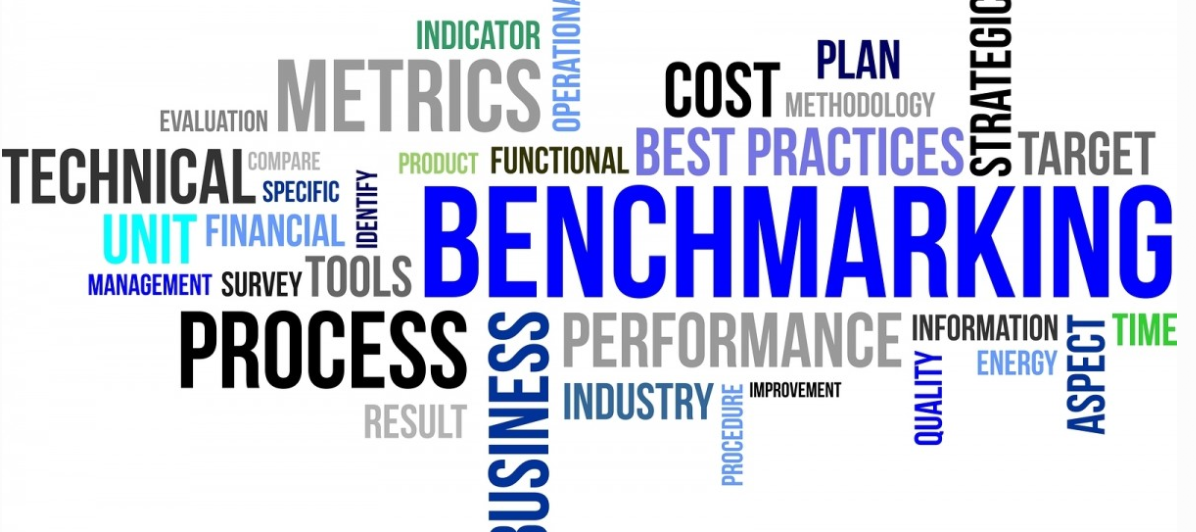 INDICATOR
OPERATIONA
METRICS
EVALUATION
COST
PLAN
METHODOLOGY
STRATEGIC
TECHNICAL
COMPARE
PRODUCT
FUNCTIONAL
BEST PRACTICES
TARGET
SPECIFIC
IDENTIFY
BENCHMARKING
UNIT
FINANCIAL
MANAGEMENT
SURVEY
TOOLS
PROCESS
BUSINESS
PERFORMANCE
INFORMATION
TIME
ENERGY
ASPECT
QUALITY
INDUSTRY
PROCEDURE
IMPROVEMENT
RESULT